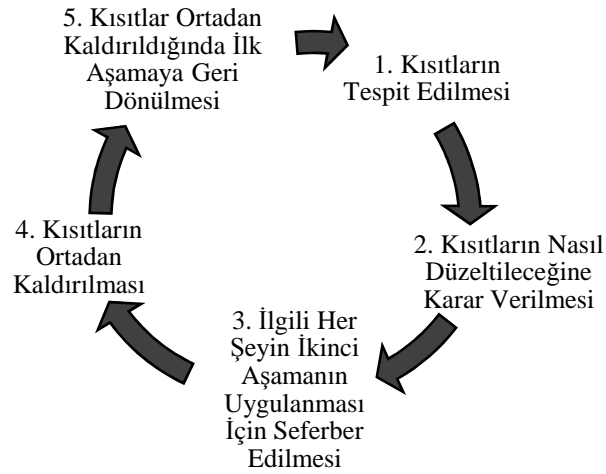 1. Kısıtların
Tespit Edilmesi
2. Kısıtların Nasıl
Düzeltileceğine
Karar Verilmesi
3. İlgili Her
Şeyin İkinci
Aşamanın
Uygulanması
İçin Seferber
Edilmesi
4. Kısıtların
Ortadan
Kaldırılması
5. Kısıtlar Ortadan
Kaldırıldığında İlk
Aşamaya Geri
Dönülmesi